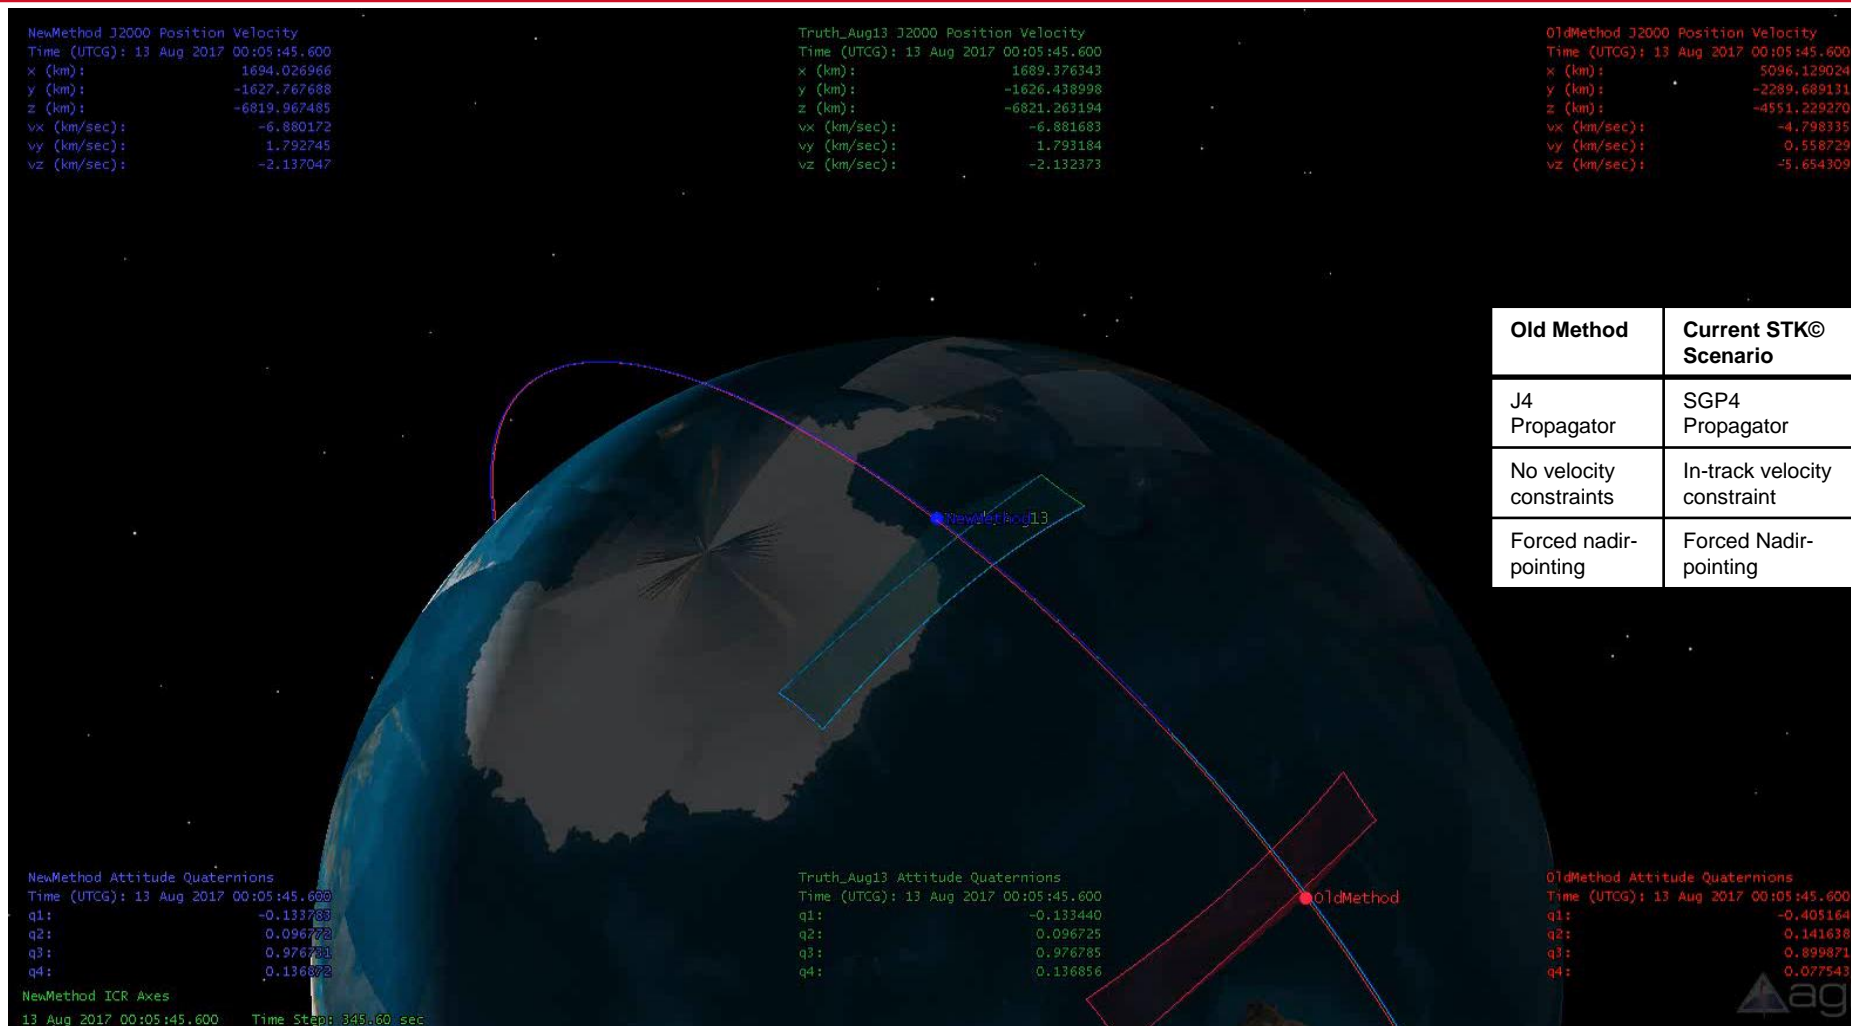 NewMethod J2000 Position Velocity
Time (UTCG): 13 Aug 2017 00:05:45.600
x (km): 1694.026966
y (km): -1627.767688
z (km): -6819.967485
vx (km/sec): -6.880172
vy (km/sec): 1.792745
vz (km/sec): -2.137047
Truth_Aug13 J2000 Position Velocity
Time (UTCG): 13 Aug 2017 00:05:45.600
x (km): 1689.376343
y (km): -1626.438998
z (km): -6821.263194
vx (km/sec): -6.881683
vy (km/sec): 1.793184
vz (km/sec): -2.132373
OldMethod J2000 Position Velocity
Time (UTCG): 13 Aug 2017 00:05:45.600
x (km): 5096.129024
y (km): -2289.689131
z (km): -4551.229270
vx (km/sec): -4.798335
vy (km/sec): 0.558729
vz (km/sec): -5.654309
Old Method
Current STK©
Scenario
J4
Propagator
SGP4
Propagator
No velocity
constraints
In-track velocity
constraint
Forced nadir-
pointing
Forced Nadir-
pointing
NewMethod
13
OldMethod
NewMethod Attitude Quaternions
Time (UTCG): 13 Aug 2017 00:05:45.600
q1: -0.133783
q2: 0.096772
q3: 0.976731
q4: 0.136872
Truth_Aug13 Attitude Quaternions
Time (UTCG): 13 Aug 2017 00:05:45.600
q1: -0.133440
q2: 0.096725
q3: 0.976785
q4: 0.136856
OldMethod Attitude Quaternions
Time (UTCG): 13 Aug 2017 00:05:45.600
q1: -0.405164
q2: 0.141638
q3: 0.899871
q4: 0.077543
NewMethod ICR Axes
13 Aug 2017 00:05:45.600 Time Step: 345.60 sec
ag